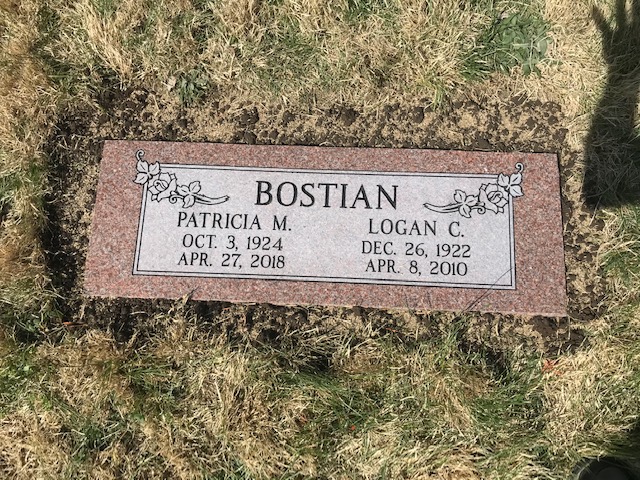 BOSTIAN
PATRICIA M.
OCT. 3, 1924
APR. 27, 2018
LOGAN C.
DEC. 26, 1922
APR. 8, 2010